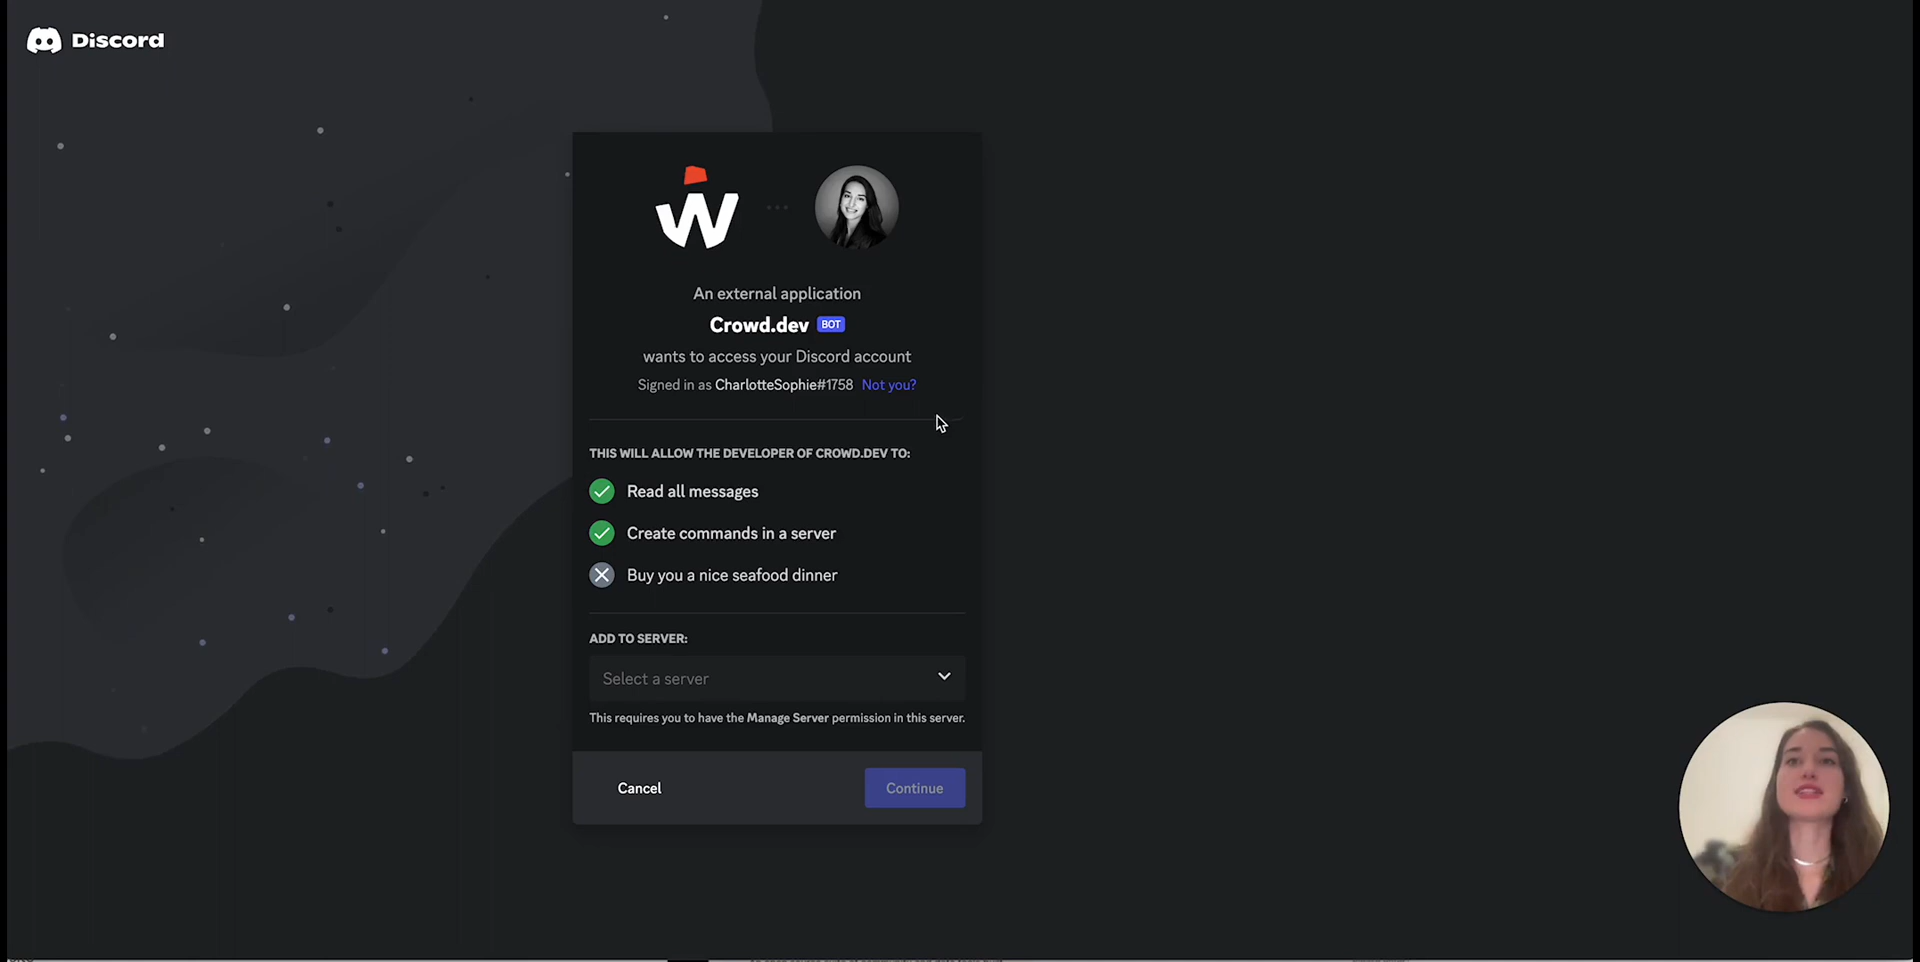 Discord
An external application
Crowd.dev BOT
wants to access your Discord account
Signed in as CharlotteSophie#1758 Not you?
THIS WILL ALLOW THE DEVELOPER OF CROWD.DEV TO:
Read all messages
Create commands in a server
Buy you a nice seafood dinner
ADD TO SERVER:
Select a server
This requires you to have the Manage Server permission in this server.
Cancel
Continue